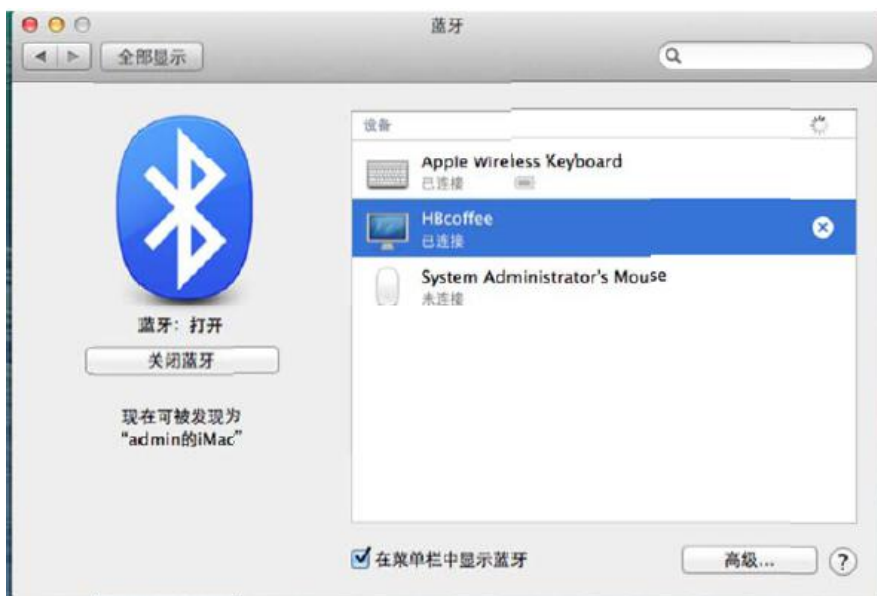 蓝牙
全部显示
设备
Apple Wireless Keyboard
已连接
HBcoffee
已连接
System Administrator's Mouse
未连接
蓝牙：打开
关闭蓝牙
现在可被发现为
“admin的iMac”
在菜单栏中显示蓝牙
高级...
?